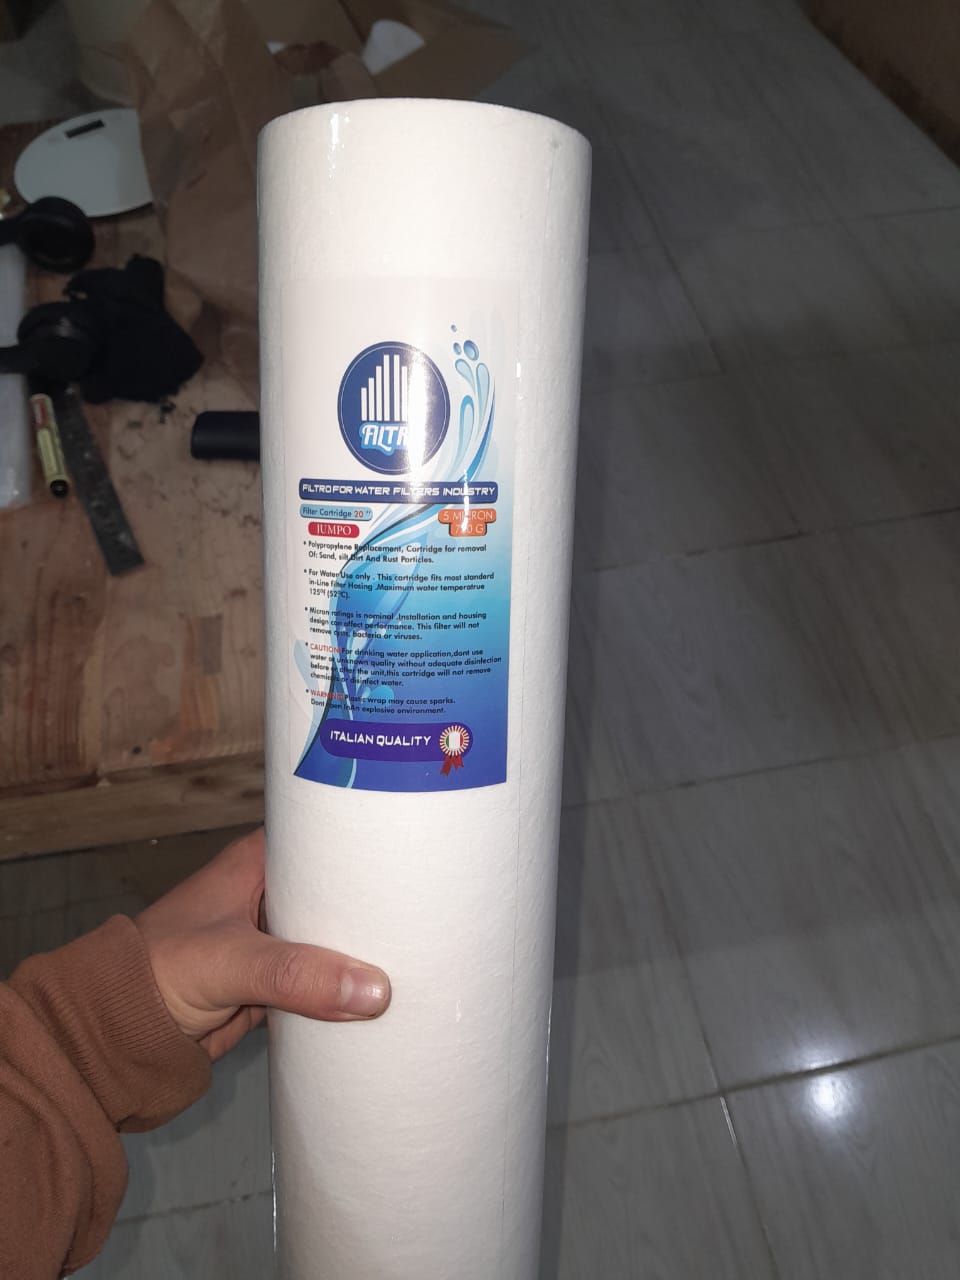 FILTRO FOR WATER FILTERS INDUSTRY
Filter Cartridge 20"
5 MICRON
JUMPO
G
• Polypropylene Replacement, Cartridge for removal
Of: Sand, silt, Dirt And Rust Particles.
• For Water Use only . This cartridge fits most standerd
in-Line filter Hosing .Maximum water temperatrue
125°f (52°C).
• Micron ratings is nominal .Installation and housing
design can affect performance. This filter will not
remove cysts, bacteria or viruses.
• CAUTION: For drinking water application,dont use
water of unknown quality without adequate disinfection
before or after the unit,this cartridge will not remove
chemicals or disinfect water.
• WARNING: Plastic wrap may cause sparks.
Dont open InAn explosive environment.
ITALIAN QUALITY